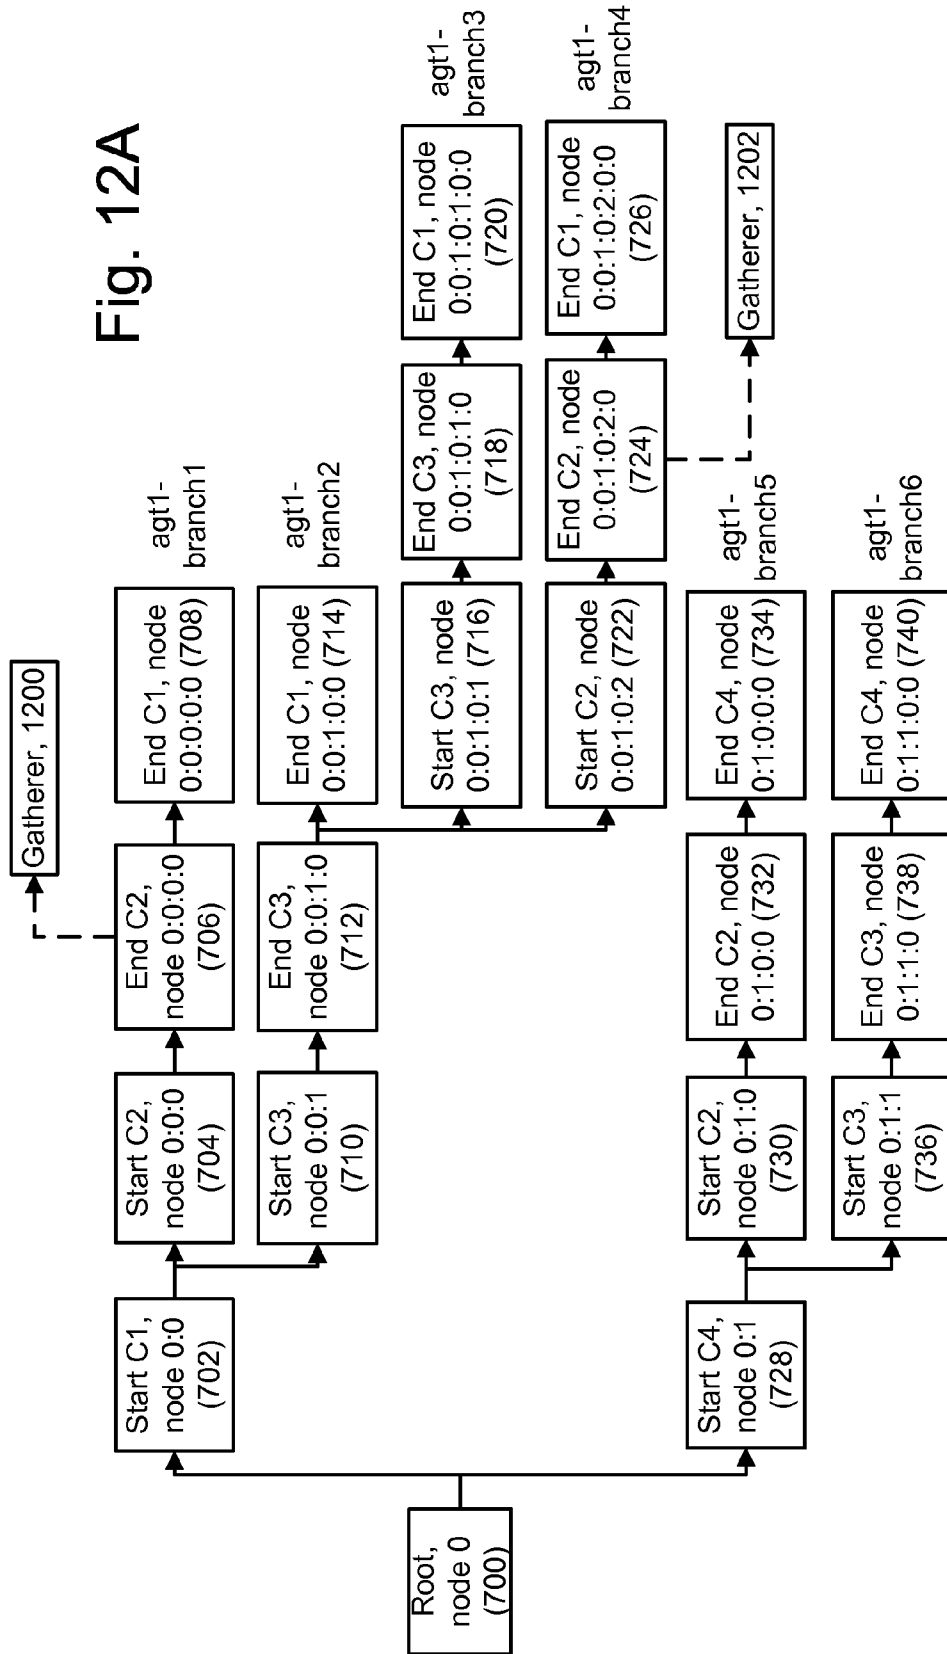 Fig. 12A
Root,
node 0
(700)
Start C1,
node 0:0
(702)
Start C2,
node 0:0:0
(704)
End C2,
node 0:0:0:0
(706)
Gatherer, 1200
End C1, node
0:0:0:0:0 (708)
agt1-
branch1
Start C3,
node 0:0:1
(710)
End C3,
node 0:0:1:0
(712)
End C1, node
0:0:1:0:0 (714)
agt1-
branch2
Start C3, node
0:0:1:0:1 (716)
End C3, node
0:0:1:0:1:0
(718)
End C1, node
0:0:1:0:1:0:0
(720)
agt1-
branch3
Start C2, node
0:0:1:0:2 (722)
End C2, node
0:0:1:0:2:0
(724)
End C1, node
0:0:1:0:2:0:0
(726)
agt1-
branch4
Gatherer, 1202
Start C4,
node 0:1
(728)
Start C2,
node 0:1:0
(730)
End C2, node
0:1:0:0 (732)
End C4, node
0:1:0:0:0 (734)
agt1-
branch5
Start C3,
node 0:1:1
(736)
End C3, node
0:1:1:0 (738)
End C4, node
0:1:1:0:0 (740)
agt1-
branch6